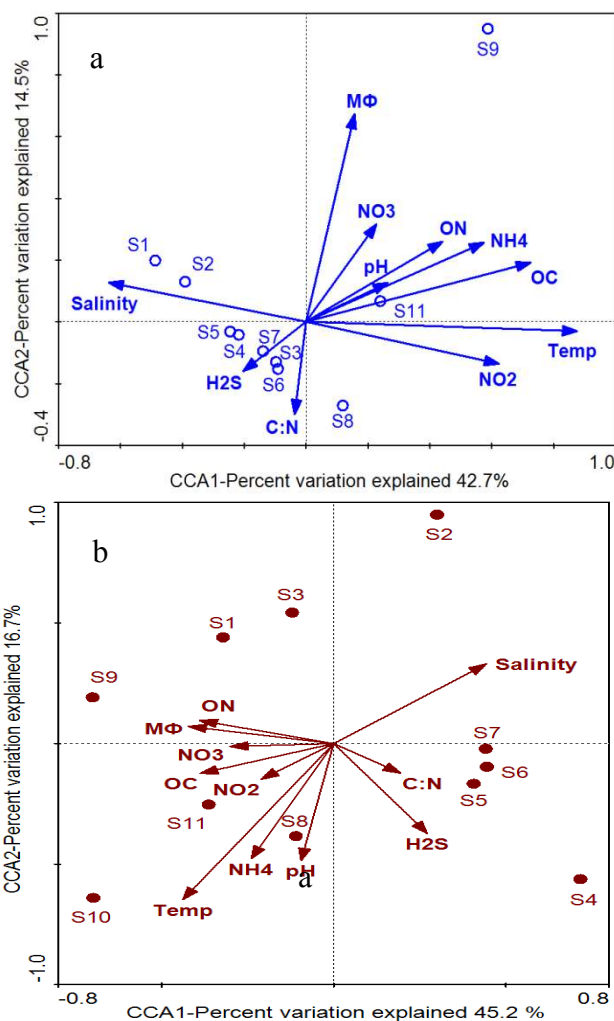 1.0
a
S9
MΦ
NO3
ON
NH4
S1
S2
pH
OC
Salinity
S11
S5
S7
S4
S3
Temp
H2S
S6
NO2
C:N
S8
-0.4
-0.8
1.0
CCA1-Percent variation explained 42.7%
CCA2-Percent variation explained 14.5%
1.0
b
S2
S3
S1
S9
Salinity
ON
MΦ
NO3
S7
OC
NO2
C:N
S6
S5
S11
S8
H2S
NH4
pH
a
S4
Temp
S10
-1.0
-0.8
0.8
CCA1-Percent variation explained 45.2 %
CCA2-Percent variation explained 16.7%